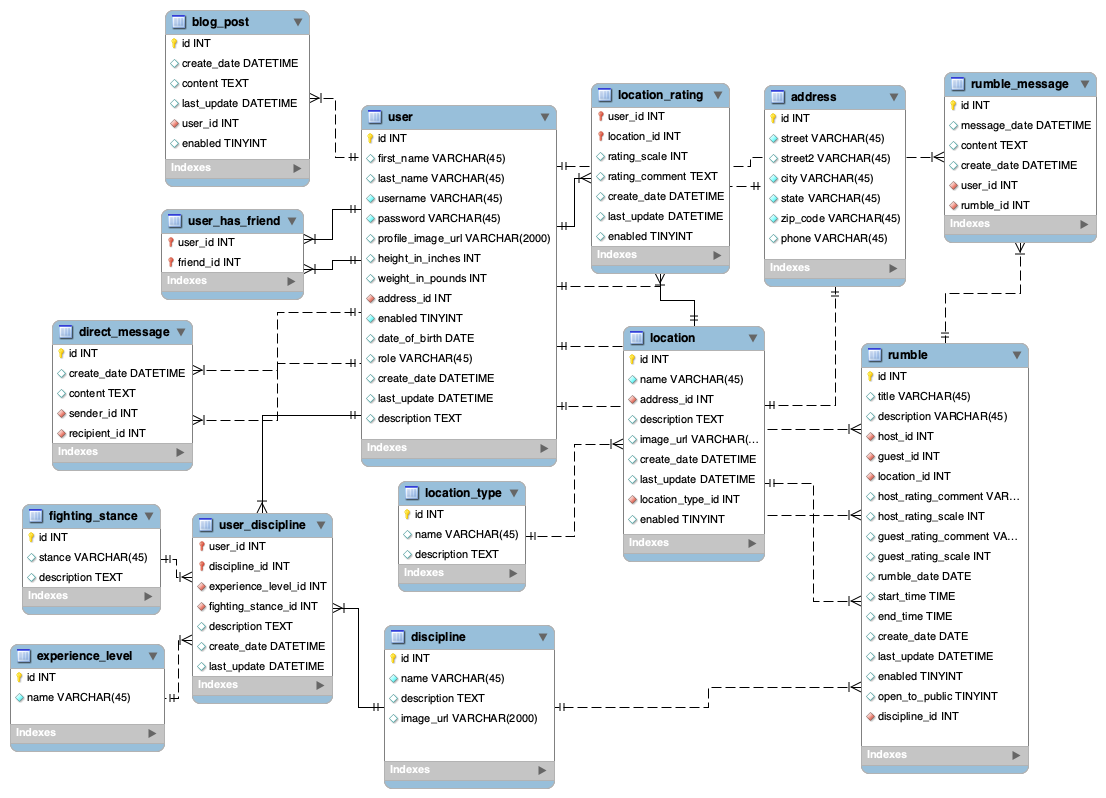 blog_post
id INT
create_date DATETIME
content TEXT
last_update DATETIME
user_id INT
enabled TINYINT
Indexes
user
id INT
first_name VARCHAR(45)
last_name VARCHAR(45)
username VARCHAR(45)
password VARCHAR(45)
profile_image_url VARCHAR(2000)
height_in_inches INT
weight_in_pounds INT
address_id INT
enabled TINYINT
date_of_birth DATE
role VARCHAR(45)
create_date DATETIME
last_update DATETIME
description TEXT
Indexes
location_rating
user_id INT
location_id INT
rating_scale INT
rating_comment TEXT
create_date DATETIME
last_update DATETIME
enabled TINYINT
Indexes
address
id INT
street VARCHAR(45)
street2 VARCHAR(45)
city VARCHAR(45)
state VARCHAR(45)
zip_code VARCHAR(45)
phone VARCHAR(45)
Indexes
rumble_message
id INT
message_date DATETIME
content TEXT
create_date DATETIME
user_id INT
rumble_id INT
Indexes
user_has_friend
user_id INT
friend_id INT
Indexes
direct_message
id INT
create_date DATETIME
content TEXT
sender_id INT
recipient_id INT
Indexes
location
id INT
name VARCHAR(45)
address_id INT
description TEXT
image_url VARCHAR(...
create_date DATETIME
last_update DATETIME
location_type_id INT
enabled TINYINT
Indexes
rumble
id INT
title VARCHAR(45)
description VARCHAR(45)
host_id INT
guest_id INT
location_id INT
host_rating_comment VAR...
host_rating_scale INT
guest_rating_comment VA...
guest_rating_scale INT
rumble_date DATE
start_time TIME
end_time TIME
create_date DATE
last_update DATETIME
enabled TINYINT
open_to_public TINYINT
discipline_id INT
Indexes
location_type
id INT
name VARCHAR(45)
description TEXT
Indexes
fighting_stance
id INT
stance VARCHAR(45)
description TEXT
Indexes
user_discipline
user_id INT
discipline_id INT
experience_level_id INT
fighting_stance_id INT
description TEXT
create_date DATETIME
last_update DATETIME
Indexes
experience_level
id INT
name VARCHAR(45)
Indexes
discipline
id INT
name VARCHAR(45)
description TEXT
image_url VARCHAR(2000)
Indexes